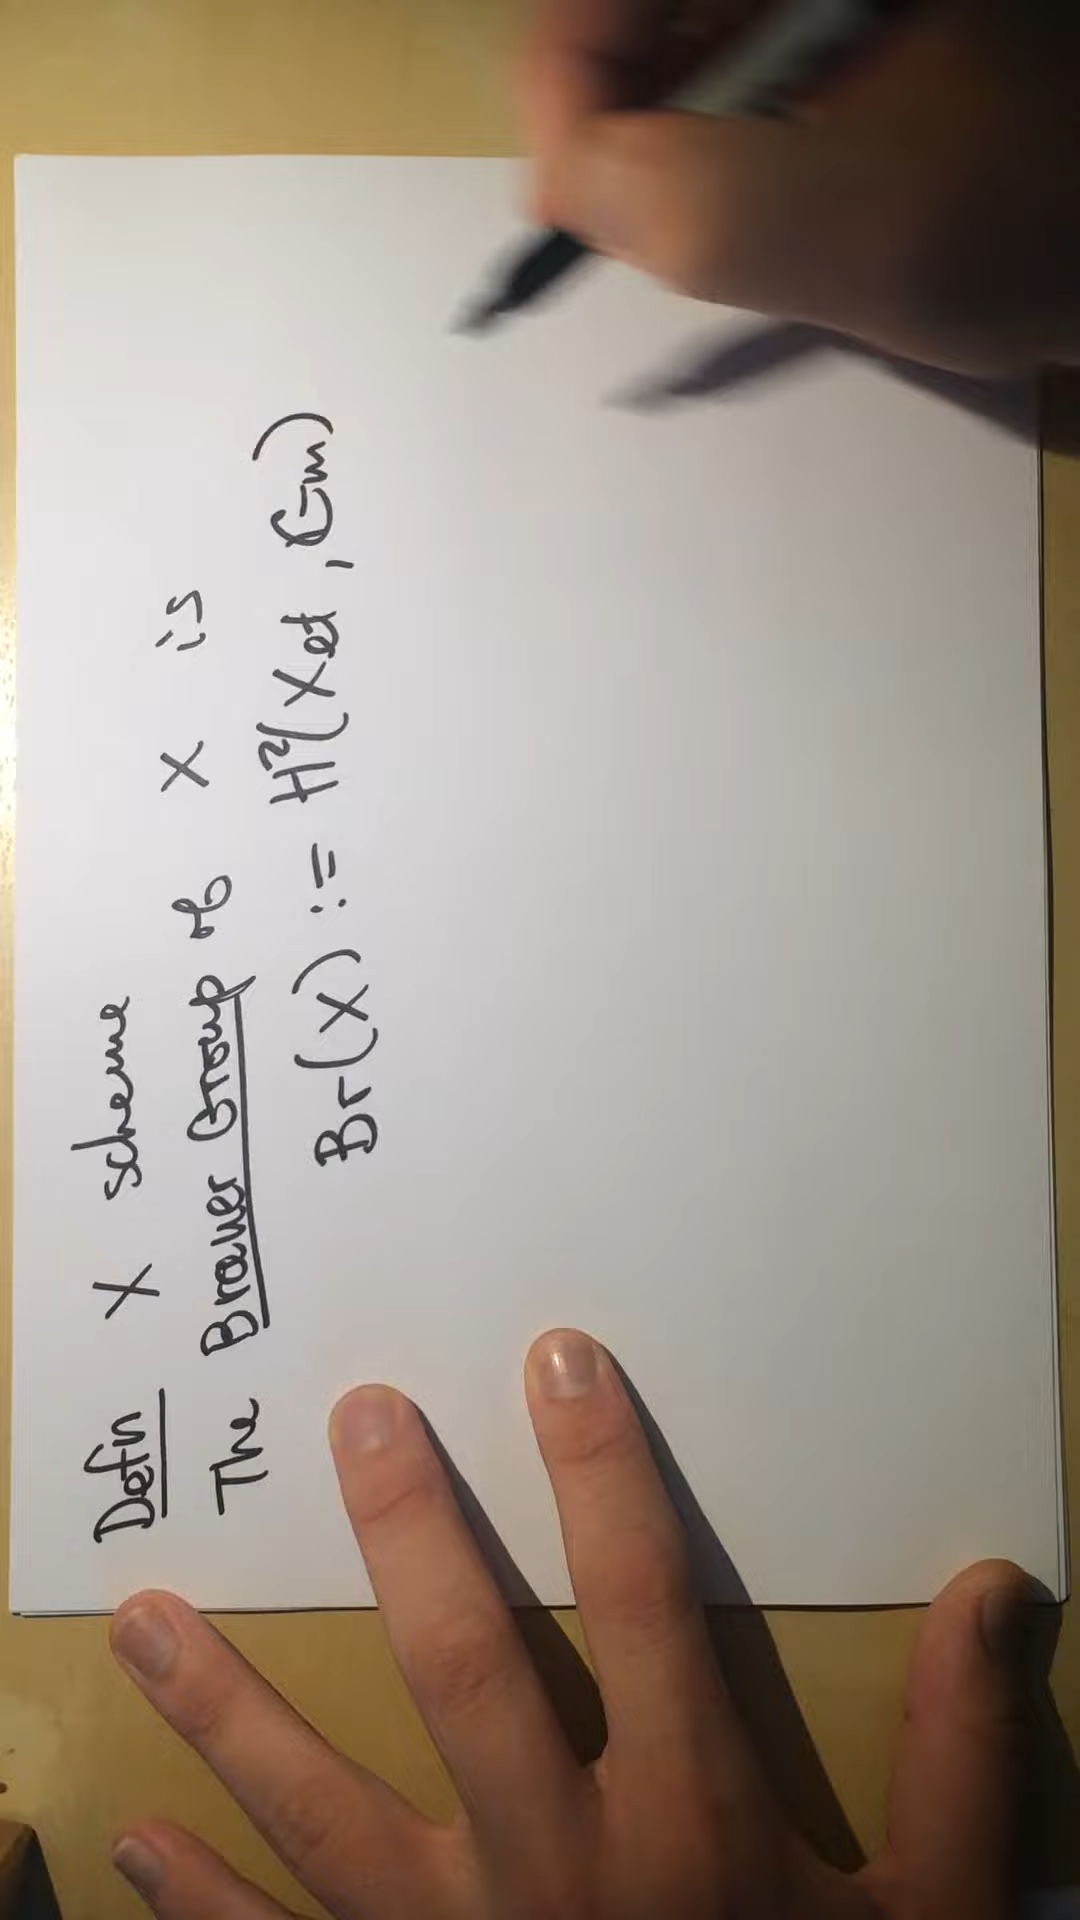 Defn X scheme
The Brauer Group of X is
Br(X) := H²(Xet, Gm)